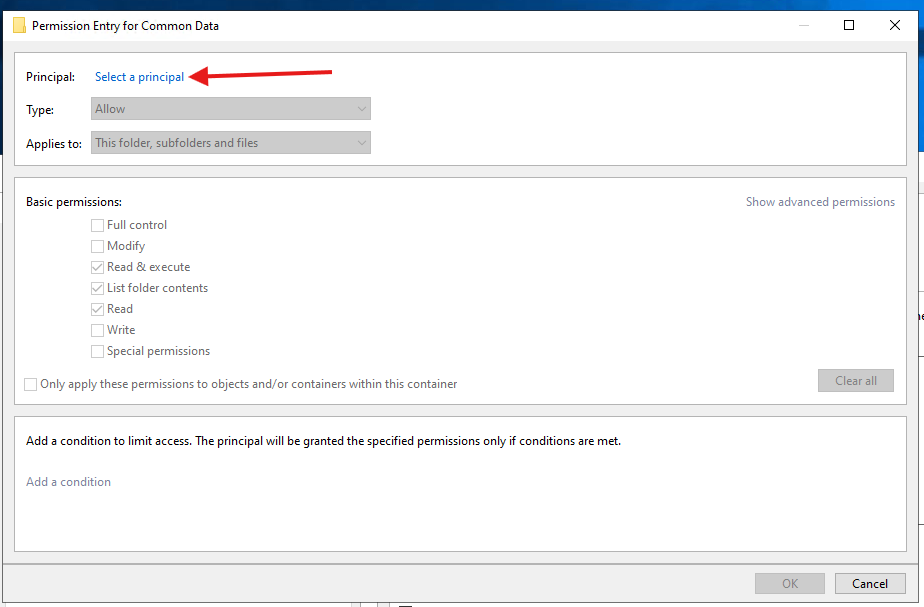 Permission Entry for Common Data
Principal: Select a principal
Type: Allow
Applies to: This folder, subfolders and files
Basic permissions: Show advanced permissions
Full control
Modify
Read & execute
List folder contents
Read
Write
Special permissions
Only apply these permissions to objects and/or containers within this container
Clear all
Add a condition to limit access. The principal will be granted the specified permissions only if conditions are met.
Add a condition
OK Cancel